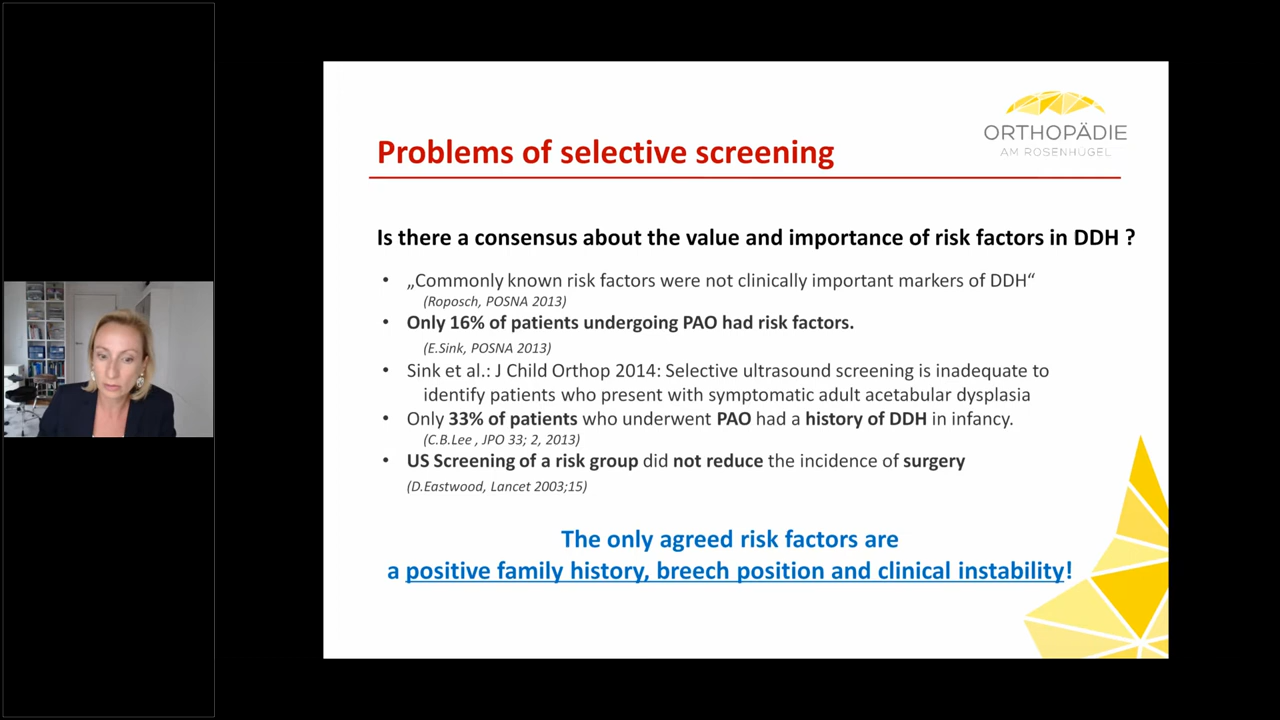 ORTHOPÄDIE
AM ROSENHÜGEL
Problems of selective screening
Is there a consensus about the value and importance of risk factors in DDH ?
• „Commonly known risk factors were not clinically important markers of DDH“
(Roposch, POSNA 2013)
• Only 16% of patients undergoing PAO had risk factors.
(E.Sink, POSNA 2013)
• Sink et al.: J Child Orthop 2014: Selective ultrasound screening is inadequate to
identify patients who present with symptomatic adult acetabular dysplasia
• Only 33% of patients who underwent PAO had a history of DDH in infancy.
(C.B.Lee , JPO 33; 2, 2013)
• US Screening of a risk group did not reduce the incidence of surgery
(D.Eastwood, Lancet 2003;15)
The only agreed risk factors are
a positive family history, breech position and clinical instability!